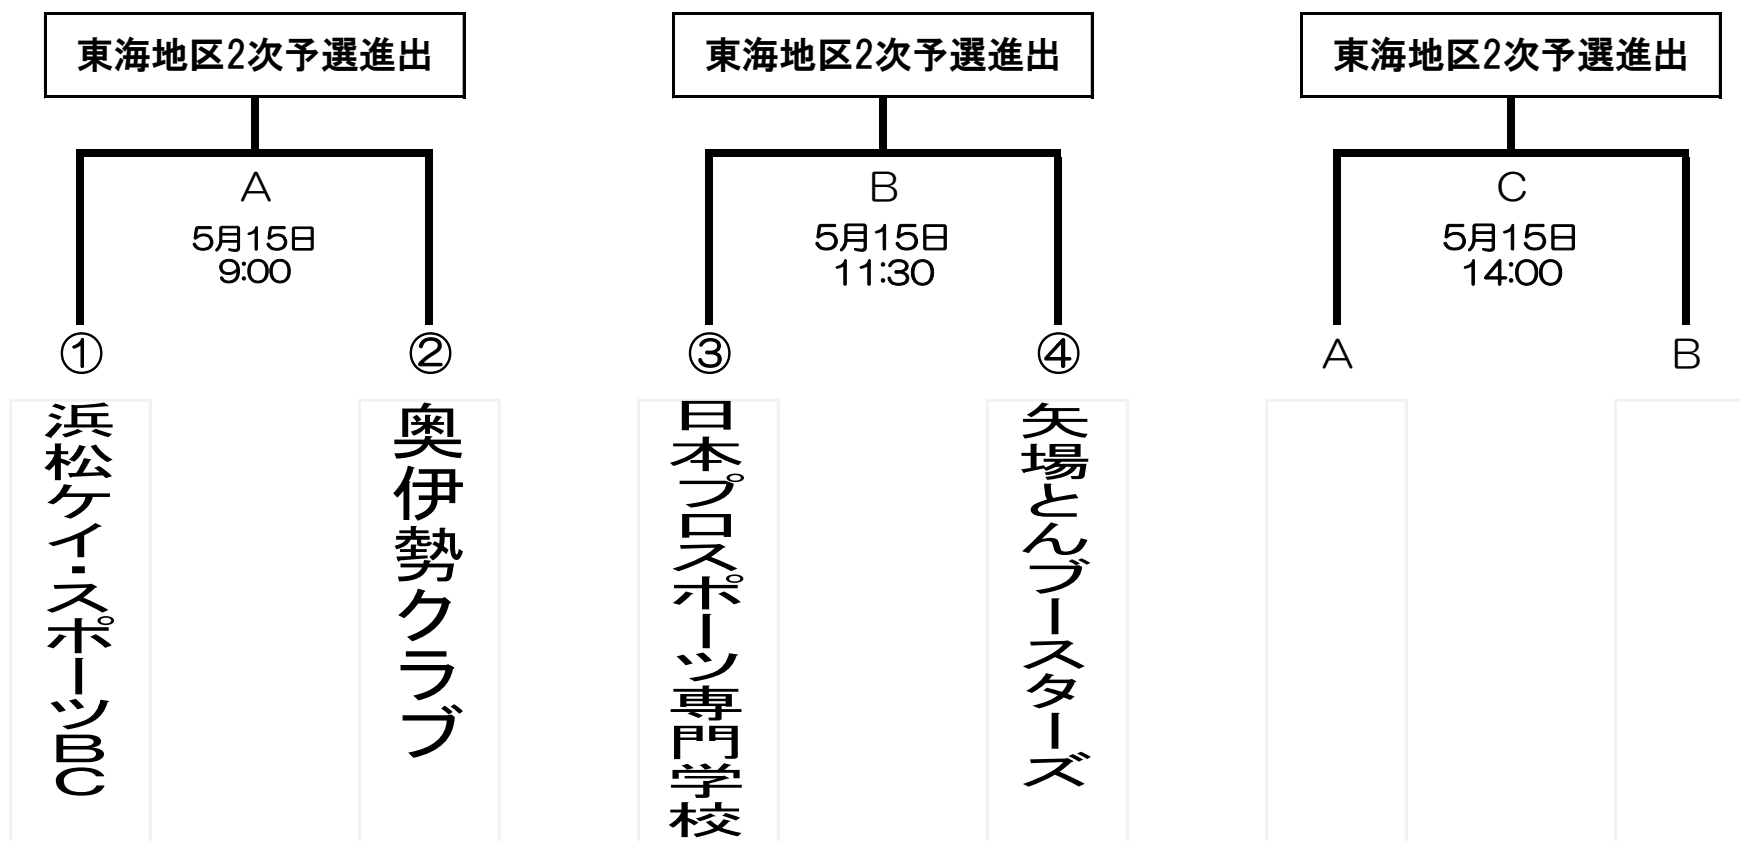 東海地区2次予選進出
東海地区2次予選進出
東海地区2次予選進出
A
5月15日
9:00
B
5月15日
11:30
C
5月15日
14:00
①
②
③
④
A
B
浜松ケイ・スポーツBC
奥伊勢クラブ
日本プロスポーツ専門学校
矢場とんブースターズ